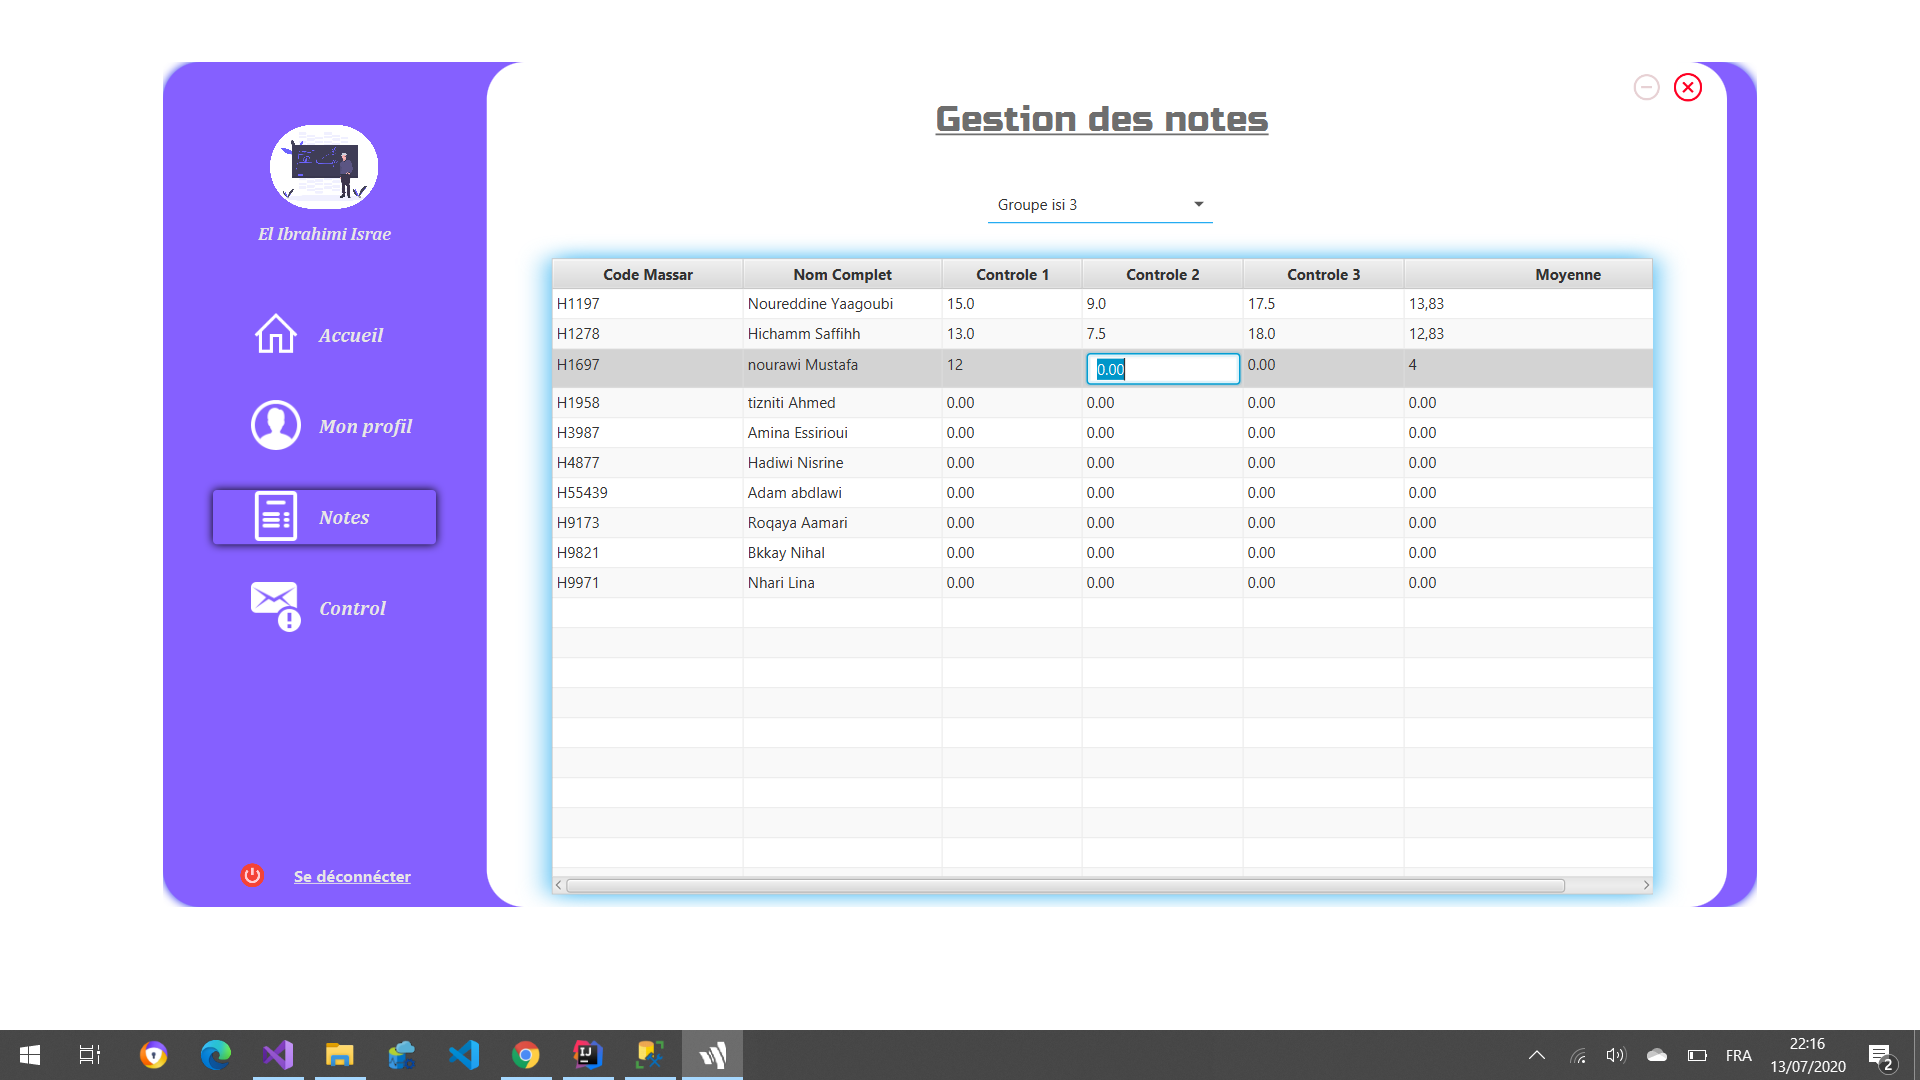 Gestion des notes
El Ibrahimi Israe
Groupe isi 3
Accueil
Mon profil
Notes
Control
Se déconnécter
Code Massar Nom Complet Controle 1 Controle 2 Controle 3 Moyenne
H1197 Noureddine Yaagoubi 15.0 9.0 17.5 13,83
H1278 Hichamm Saffihh 13.0 7.5 18.0 12,83
H1697 nourawi Mustafa 12 0.00 0.00 4
H1958 tizniti Ahmed 0.00 0.00 0.00 0.00
H3987 Amina Essirioui 0.00 0.00 0.00 0.00
H4877 Hadiwi Nisrine 0.00 0.00 0.00 0.00
H55439 Adam abdlawi 0.00 0.00 0.00 0.00
H9173 Roqaya Aamari 0.00 0.00 0.00 0.00
H9821 Bkkay Nihal 0.00 0.00 0.00 0.00
H9971 Nhari Lina 0.00 0.00 0.00 0.00
FRA
22:16
13/07/2020
2